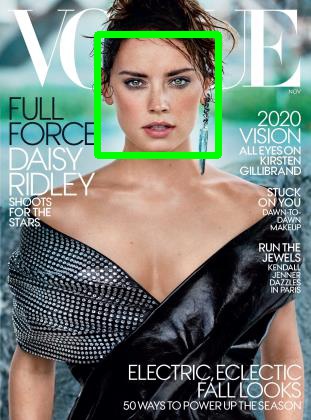 VOGUE
NOV
FULL
FORCE
DAISY
RIDLEY
SHOOTS
FOR THE
STARS
2020
VISION
ALL EYES ON
KIRSTEN
GILLIBRAND
STUCK
ON YOU
DAWN-TO-
DAWN
MAKEUP
RUN THE
JEWELS
KENDALL
JENNER
DAZZLES
IN PARIS
ELECTRIC, ECLECTIC
FALL LOOKS
50 WAYS TO POWER UP THE SEASON